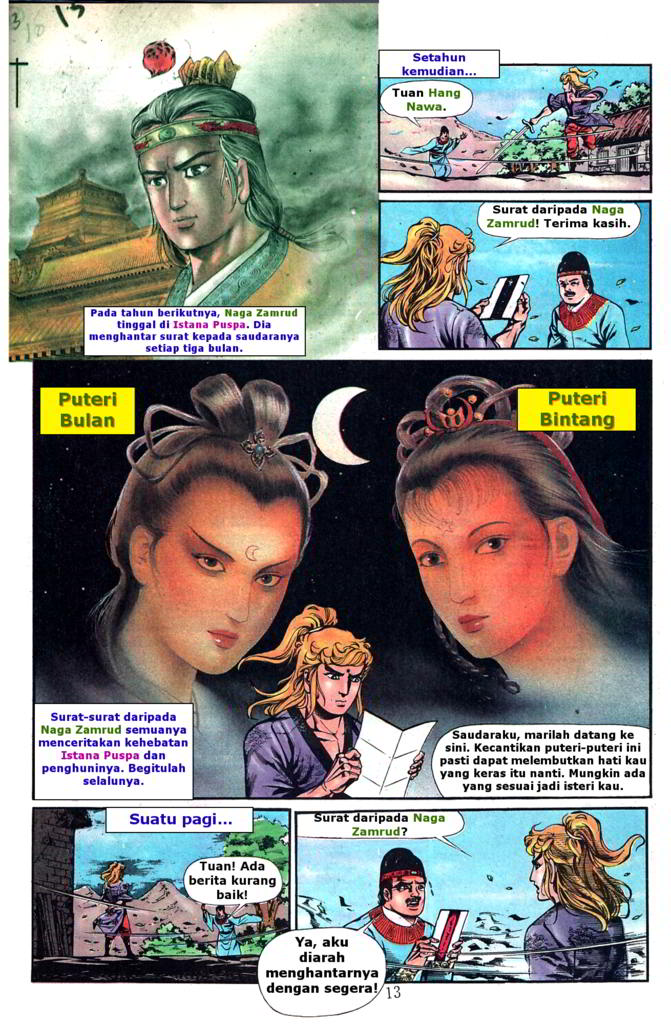 13
Pada tahun berikutnya, Naga Zamrud
tinggal di Istana Puspa. Dia
menghantar surat kepada saudaranya
setiap tiga bulan.
Setahun
kemudian...
Tuan Hang
Nawa.
Surat daripada Naga
Zamrud! Terima kasih.
Puteri
Bulan
Puteri
Bintang
Surat-surat daripada
Naga Zamrud semuanya
menceritakan kehebatan
Istana Puspa dan
penghuninya. Begitulah
selalunya.
Saudaraku, marilah datang ke
sini. Kecantikan puteri-puteri ini
pasti dapat melembutkan hati kau
yang keras itu nanti. Mungkin ada
yang sesuai jadi isteri kau.
Suatu pagi...
Tuan! Ada
berita kurang
baik!
Surat daripada Naga
Zamrud?
Ya, aku
diarah
menghantarnya
dengan segera!
13